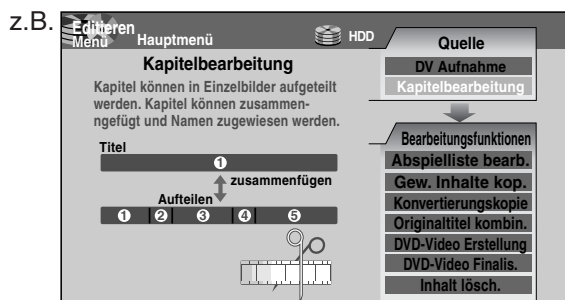 z.B.
Editieren
Menü Hauptmenü
HDD
Kapitelbearbeitung
Kapitel können in Einzelbilder aufgeteilt
werden. Kapitel können zusammen-
ngefügt und Namen zugewiesen werden.
Titel
1
zusammenfügen
Aufteilen
1 2 3 4 5
Quelle
DV Aufnahme
Kapitelbearbeitung
Bearbeitungsfunktionen
Abspielliste bearb.
Gew. Inhalte kop.
Konvertierungskopie
Originaltitel kombin.
DVD-Video Erstellung
DVD-Video Finalis.
Inhalt lösch.